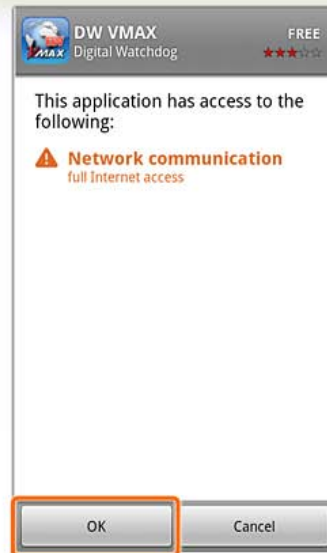 DW VMAX
FREE
Digital Watchdog
This application has access to the
following:
Network communication
full Internet access
OK
Cancel
VMAX